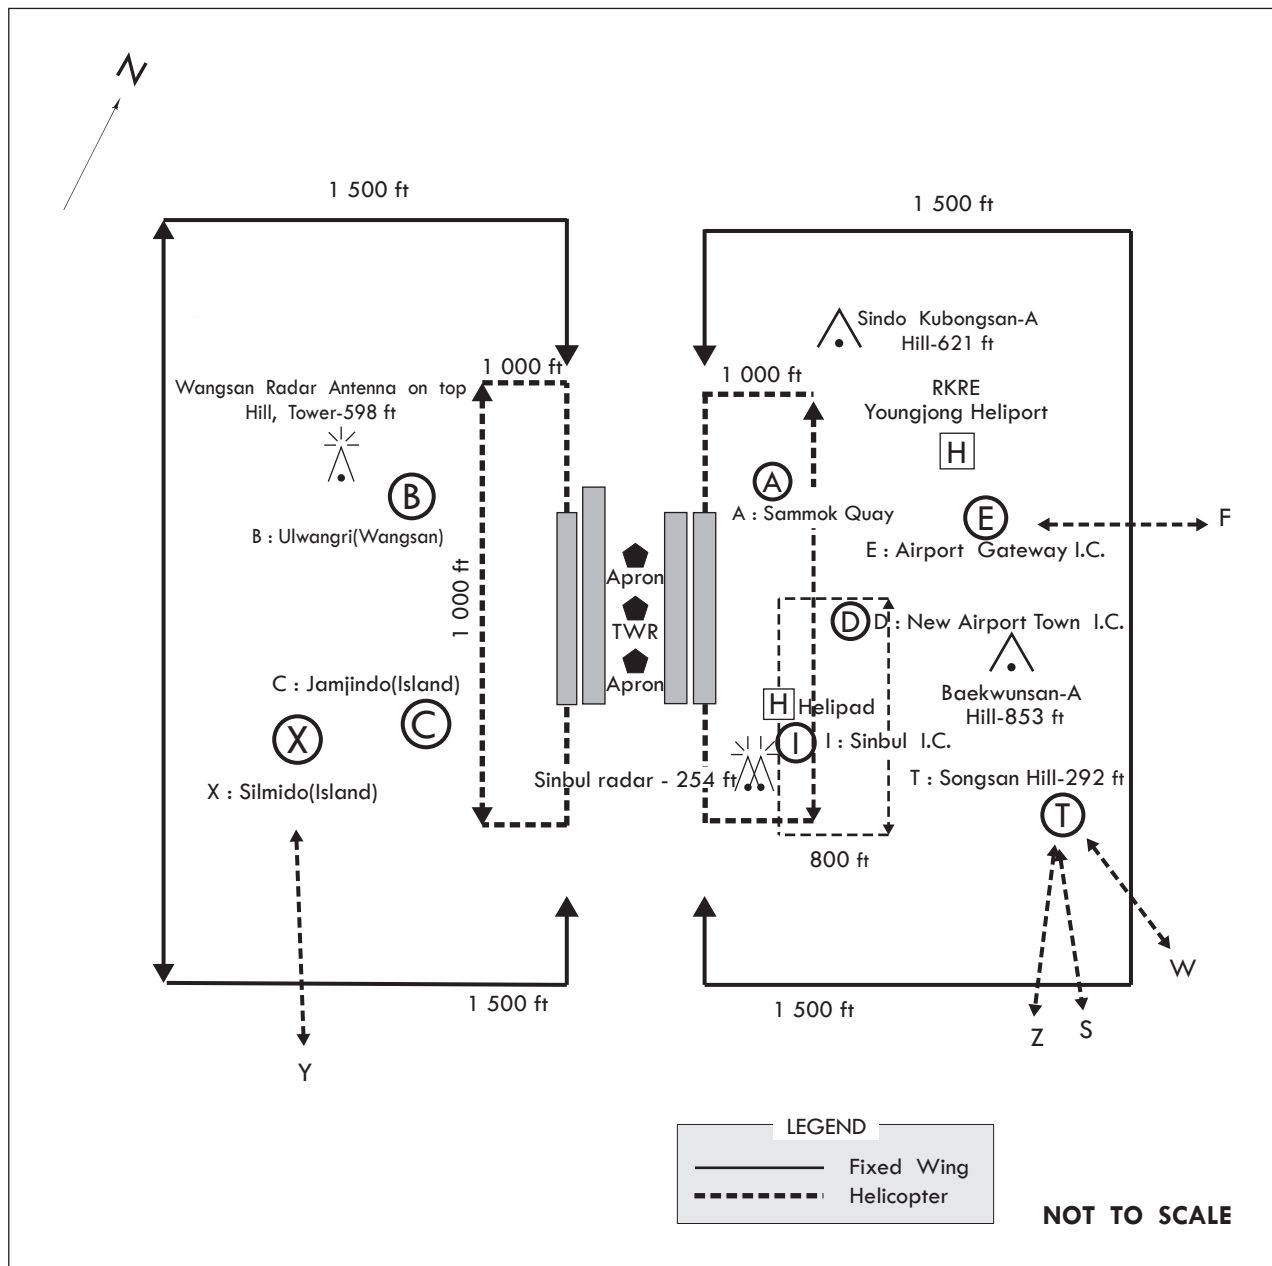 N
1 500 ft
1 500 ft
Sindo Kubongsan-A
Hill-621 ft
1 000 ft
1 000 ft
Wangsan Radar Antenna on top
Hill, Tower-598 ft
RKRE
Youngjong Heliport
H
B
A
A : Sammok Quay
E
F
B : Ulwangri(Wangsan)
E : Airport Gateway I.C.
1 000 ft
Apron
TWR
Apron
D
D : New Airport Town I.C.
C : Jamjindo(Island)
C
X
X : Silmido(Island)
H Helipad
Baekwunsan-A
Hill-853 ft
I
I : Sinbul I.C.
Sinbul radar - 254 ft
T : Songsan Hill-292 ft
T
800 ft
W
1 500 ft
1 500 ft
Z
S
Y
LEGEND
Fixed Wing
Helicopter
NOT TO SCALE